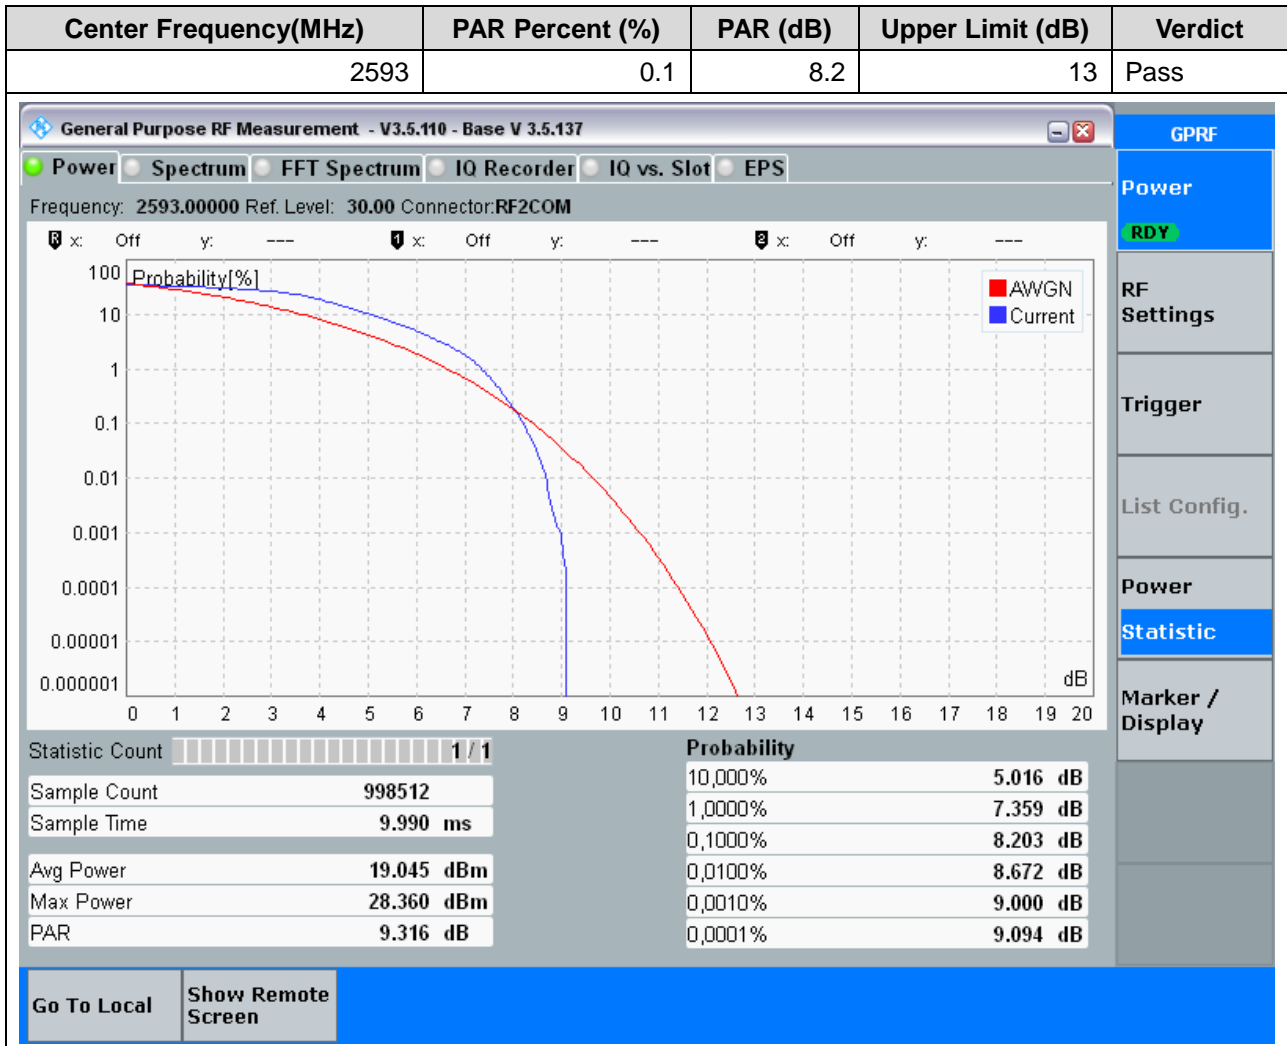 Center Frequency(MHz) PAR Percent (%) PAR (dB) Upper Limit (dB) Verdict
2593 0.1 8.2 13 Pass
General Purpose RF Measurement - V3.5.110 - Base V 3.5.137
GPRF
Power Spectrum FFT Spectrum IQ Recorder IQ vs. Slot EPS
Power
RDY
Frequency: 2593.00000 Ref. Level: 30.00 Connector:RF2COM
R x: Off y: --- 1 x: Off y: --- 2 x: Off y: ---
RF
Settings
Trigger
List Config.
Power
Statistic
Marker /
Display
Probability[%]
AWGN
Current
100
10
1
0.1
0.01
0.001
0.0001
0.00001
0.000001
dB
0 1 2 3 4 5 6 7 8 9 10 11 12 13 14 15 16 17 18 19 20
Statistic Count 1 / 1
Sample Count 998512
Sample Time 9.990 ms
Avg Power 19.045 dBm
Max Power 28.360 dBm
PAR 9.316 dB
Probability
10,000% 5.016 dB
1,0000% 7.359 dB
0,1000% 8.203 dB
0,0100% 8.672 dB
0,0010% 9.000 dB
0,0001% 9.094 dB
Go To Local
Show Remote
Screen